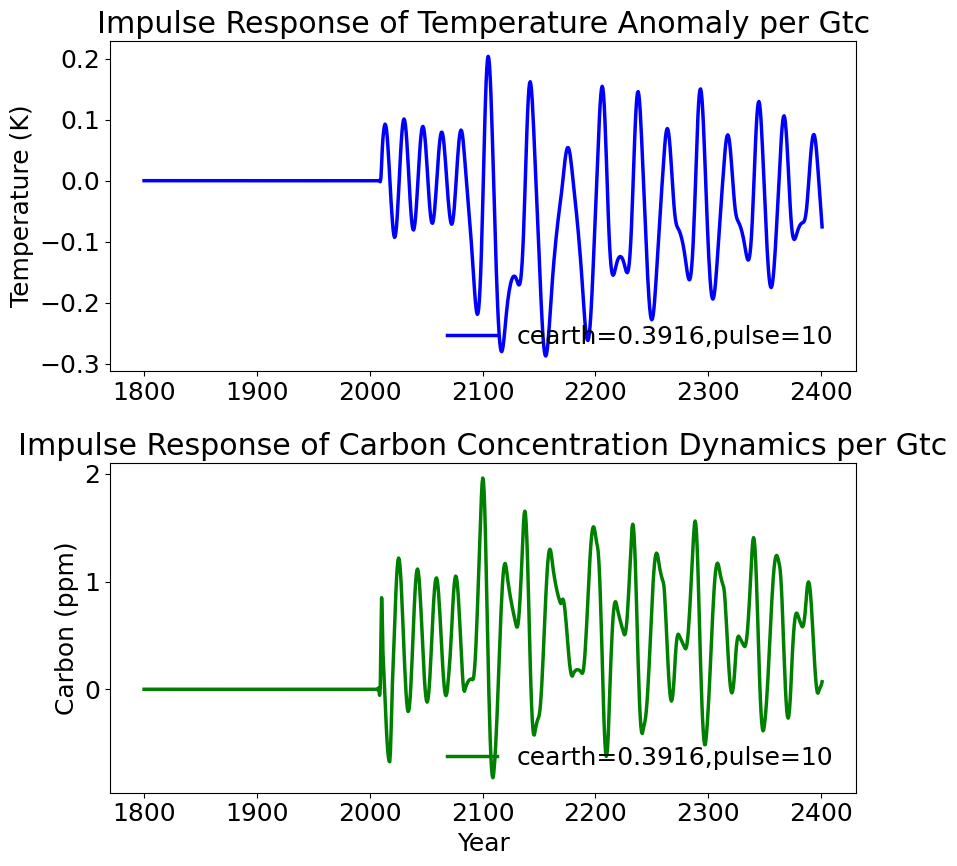 Impulse Response of Temperature Anomaly per Gtc
Temperature (K)
0.2
0.1
0.0
−0.1
−0.2
−0.3
cearth=0.3916,pulse=10
1800 1900 2000 2100 2200 2300 2400
Impulse Response of Carbon Concentration Dynamics per Gtc
Carbon (ppm)
2
1
0
cearth=0.3916,pulse=10
1800 1900 2000 2100 2200 2300 2400
Year